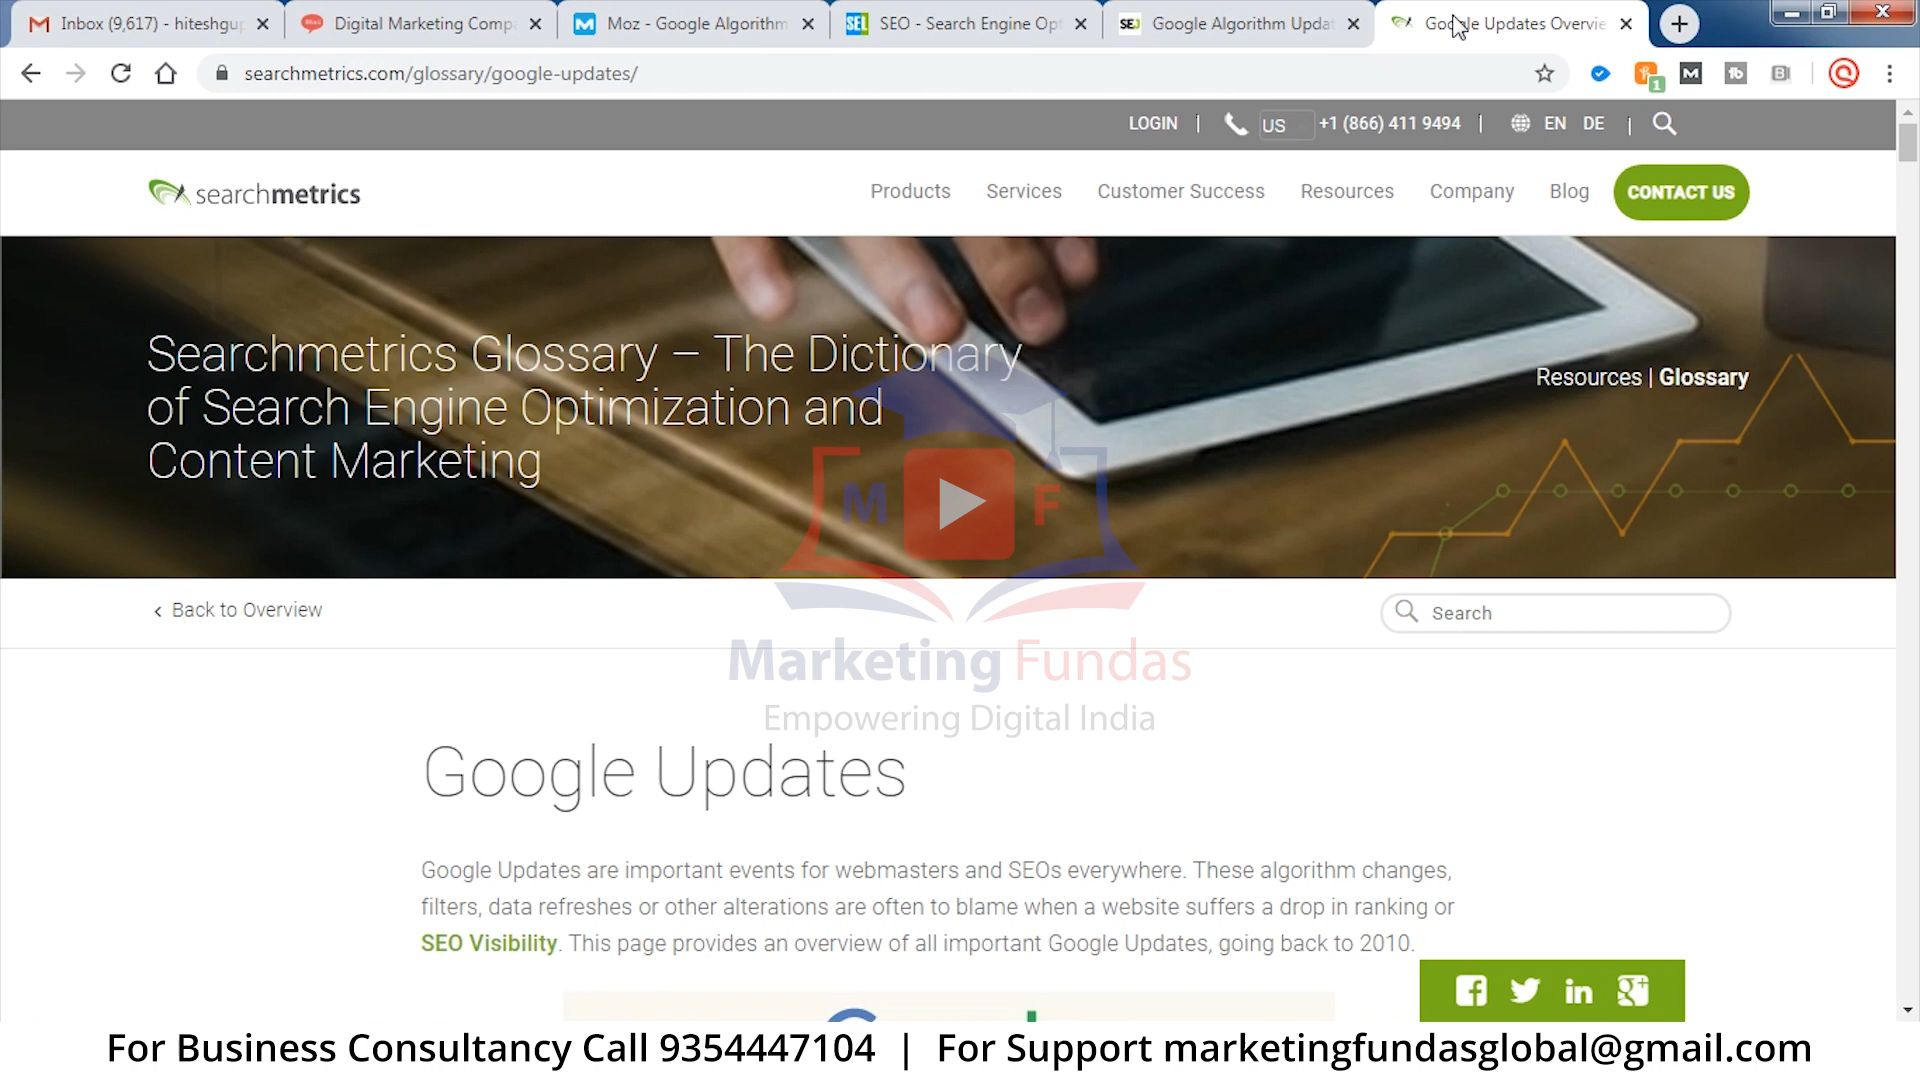 Inbox (9,617) - hiteshgup
Digital Marketing Comp
Moz - Google Algorithm
SEL
SEO - Search Engine Opt
SEJ
Google Algorithm Updat
Google Updates Overvie
searchmetrics.com/glossary/google-updates/
1
LOGIN | US +1 (866) 411 9494 | EN DE |
searchmetrics
Products
Services
Customer Success
Resources
Company
Blog
CONTACT US
Searchmetrics Glossary – The Dictionary
of Search Engine Optimization and
Content Marketing
Resources | Glossary
M F
‹ Back to Overview
Search
Marketing Fundas
Empowering Digital India
Google Updates
Google Updates are important events for webmasters and SEOs everywhere. These algorithm changes,
filters, data refreshes or other alterations are often to blame when a website suffers a drop in ranking or
SEO Visibility. This page provides an overview of all important Google Updates, going back to 2010.
For Business Consultancy Call 9354447104 | For Support marketingfundasglobal@gmail.com